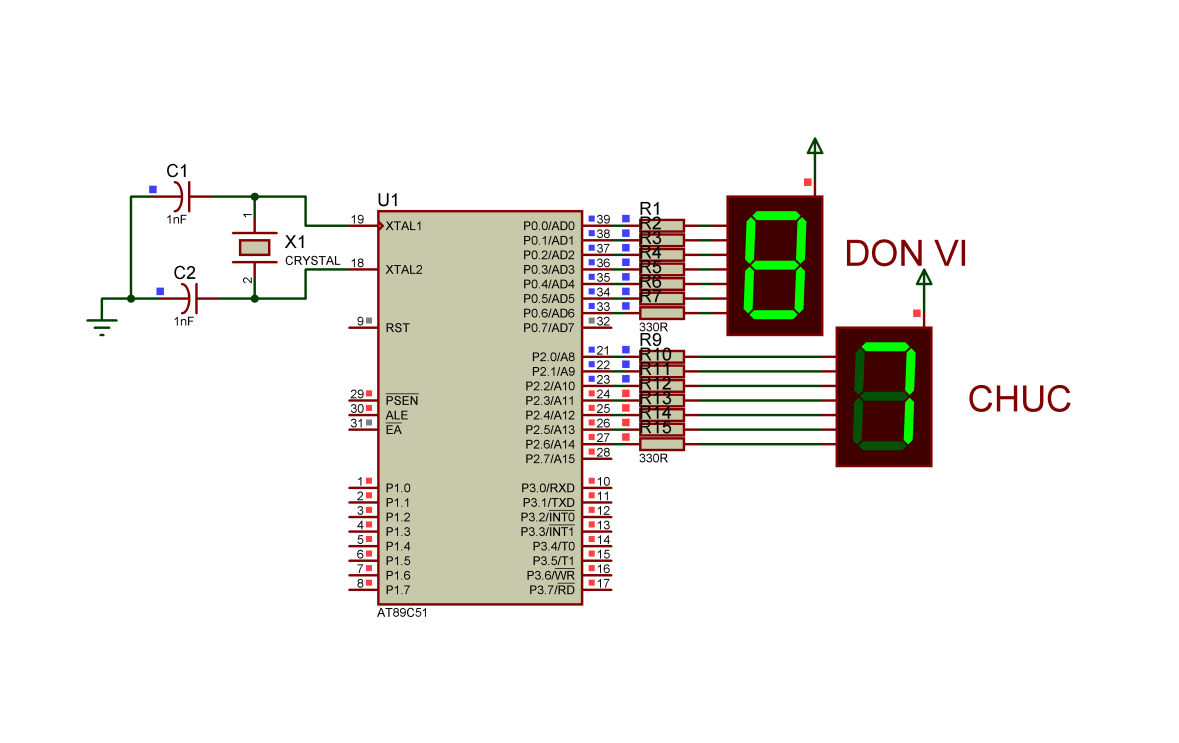 C1
1nF
C2
1nF
1
2
X1
CRYSTAL
U1
19 XTAL1
18 XTAL2
9 RST
29 PSEN
30 ALE
31 EA
1 P1.0
2 P1.1
3 P1.2
4 P1.3
5 P1.4
6 P1.5
7 P1.6
8 P1.7
P0.0/AD0 39
P0.1/AD1 38
P0.2/AD2 37
P0.3/AD3 36
P0.4/AD4 35
P0.5/AD5 34
P0.6/AD6 33
P0.7/AD7 32
P2.0/A8 21
P2.1/A9 22
P2.2/A10 23
P2.3/A11 24
P2.4/A12 25
P2.5/A13 26
P2.6/A14 27
P2.7/A15 28
P3.0/RXD 10
P3.1/TXD 11
P3.2/INT0 12
P3.3/INT1 13
P3.4/T0 14
P3.5/T1 15
P3.6/WR 16
P3.7/RD 17
AT89C51
R1
R2
R3
R4
R5
R6
R7
330R
R9
R10
R11
R12
R13
R14
R15
330R
8
DON VI
7
CHUC